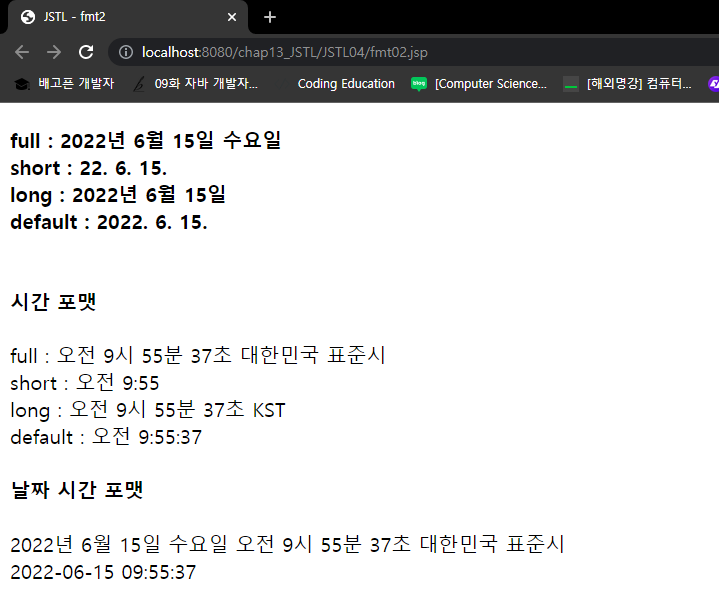 JSTL - fmt2
localhost:8080/chap13_JSTL/JSTL04/fmt02.jsp
배고픈 개발자 09화 자바 개발자... Coding Education blog [Computer Science... [해외명강] 컴퓨터...
full : 2022년 6월 15일 수요일
short : 22. 6. 15.
long : 2022년 6월 15일
default : 2022. 6. 15.
시간 포맷
full : 오전 9시 55분 37초 대한민국 표준시
short : 오전 9:55
long : 오전 9시 55분 37초 KST
default : 오전 9:55:37
날짜 시간 포맷
2022년 6월 15일 수요일 오전 9시 55분 37초 대한민국 표준시
2022-06-15 09:55:37